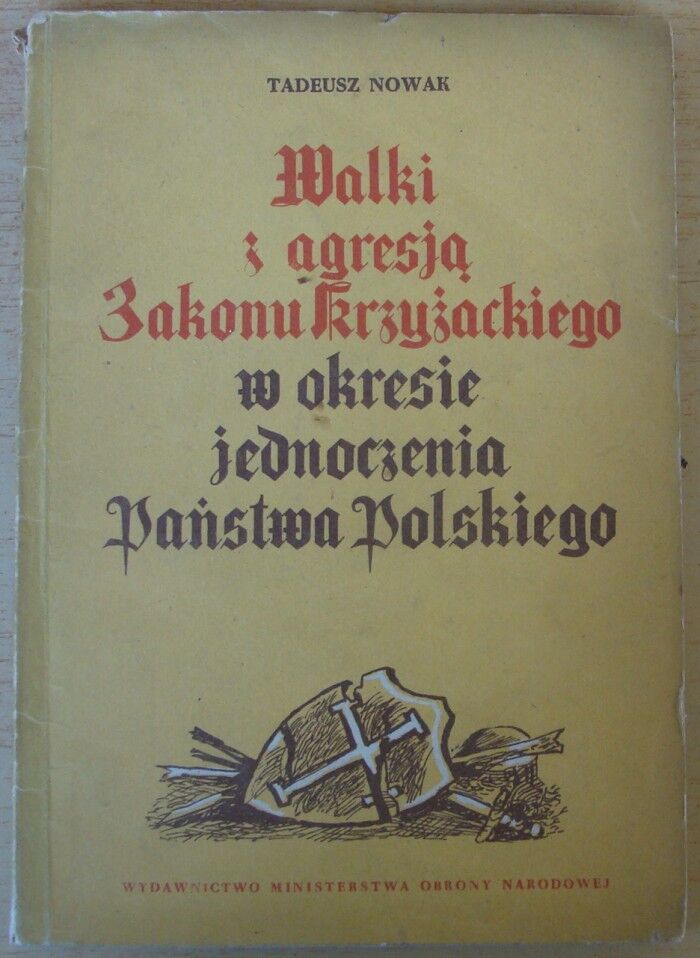 TADEUSZ NOWAK
Walki
z agresją
Zakonu Krzyżackiego
w okresie
jednoczenia
Państwa Polskiego
WYDAWNICTWO MINISTERSTWA OBRONY NARODOWEJ